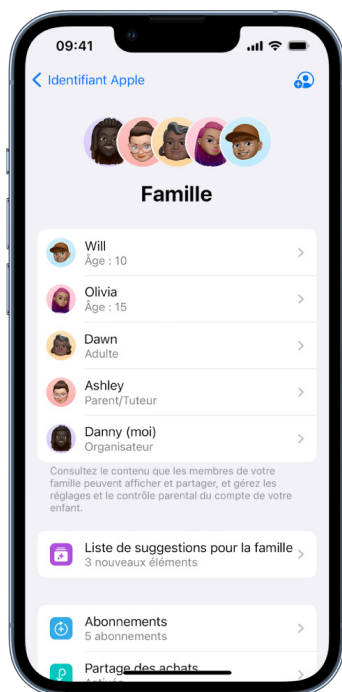 09:41
Identifiant Apple
Famille
Will
Âge : 10
Olivia
Âge : 15
Dawn
Adulte
Ashley
Parent/Tuteur
Danny (moi)
Organisateur
Consultez le contenu que les membres de votre
famille peuvent afficher et partager, et gérez les
réglages et le contrôle parental du compte de votre
enfant.
Liste de suggestions pour la famille
3 nouveaux éléments
Abonnements
5 abonnements
Partage des achats